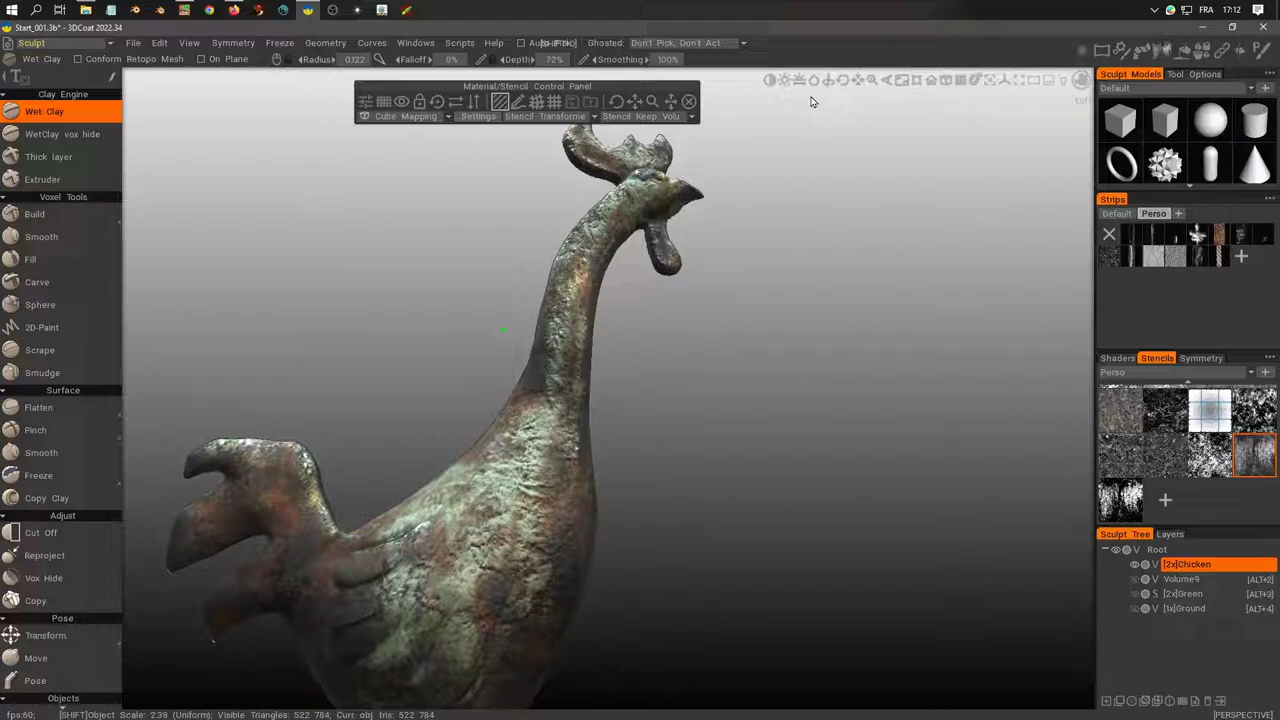 FRA 17:12
Start_001.3b* - 3DCoat 2022.34
Sculpt File Edit View Symmetry Freeze Geometry Curves Windows Scripts Help Ghosted: Don't Pick, Don't Act
Wet Clay Conform Retopo Mesh On Plane Radius 0.122 Falloff 0% Depth 72% Smoothing 100%
Material/Stencil Control Panel
Cube Mapping Settings Stencil Transforme Stencil Keep Volu
Clay Engine
Wet Clay
WetClay vox hide
Thick layer
Extruder
Voxel Tools
Build
Smooth
Fill
Carve
Sphere
2D-Paint
Scrape
Smudge
Surface
Flatten
Pinch
Smooth
Freeze
Copy Clay
Adjust
Cut Off
Reproject
Vox Hide
Copy
Pose
Transform
Move
Pose
Objects
Left
Sculpt Models Tool Options
Default
Strips
Default Perso
Shaders Stencils Symmetry
Perso
Sculpt Tree Layers
V Root
V [2x]Chicken
V Volume9 [ALT+2]
S [2x]Green [ALT+3]
V [1x]Ground [ALT+4]
fps:60; [SHIFT]Object Scale: 2.38 (Uniform); Visible Triangles: 522 784; Curr obj tris: 522 784; [PERSPECTIVE]